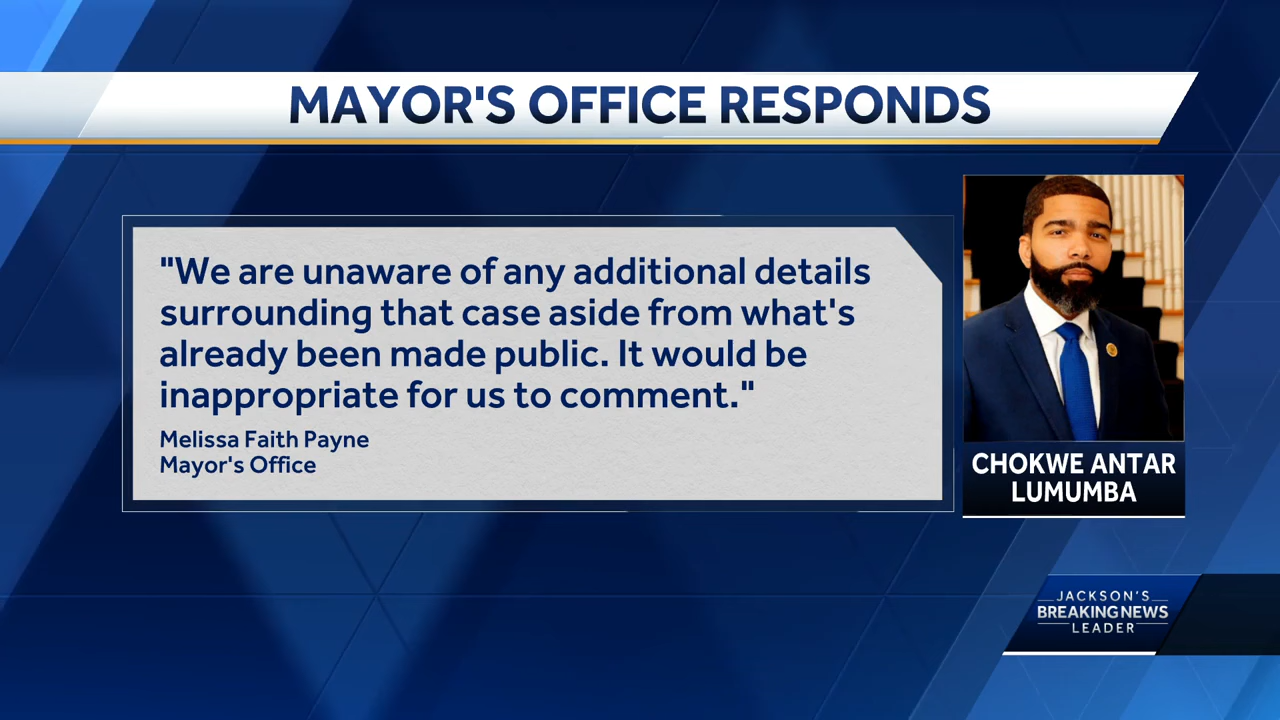 MAYOR'S OFFICE RESPONDS
"We are unaware of any additional details
surrounding that case aside from what's
already been made public. It would be
inappropriate for us to comment."
Melissa Faith Payne
Mayor's Office
CHOKWE ANTAR
LUMUMBA
JACKSON'S
BREAKING NEWS
LEADER